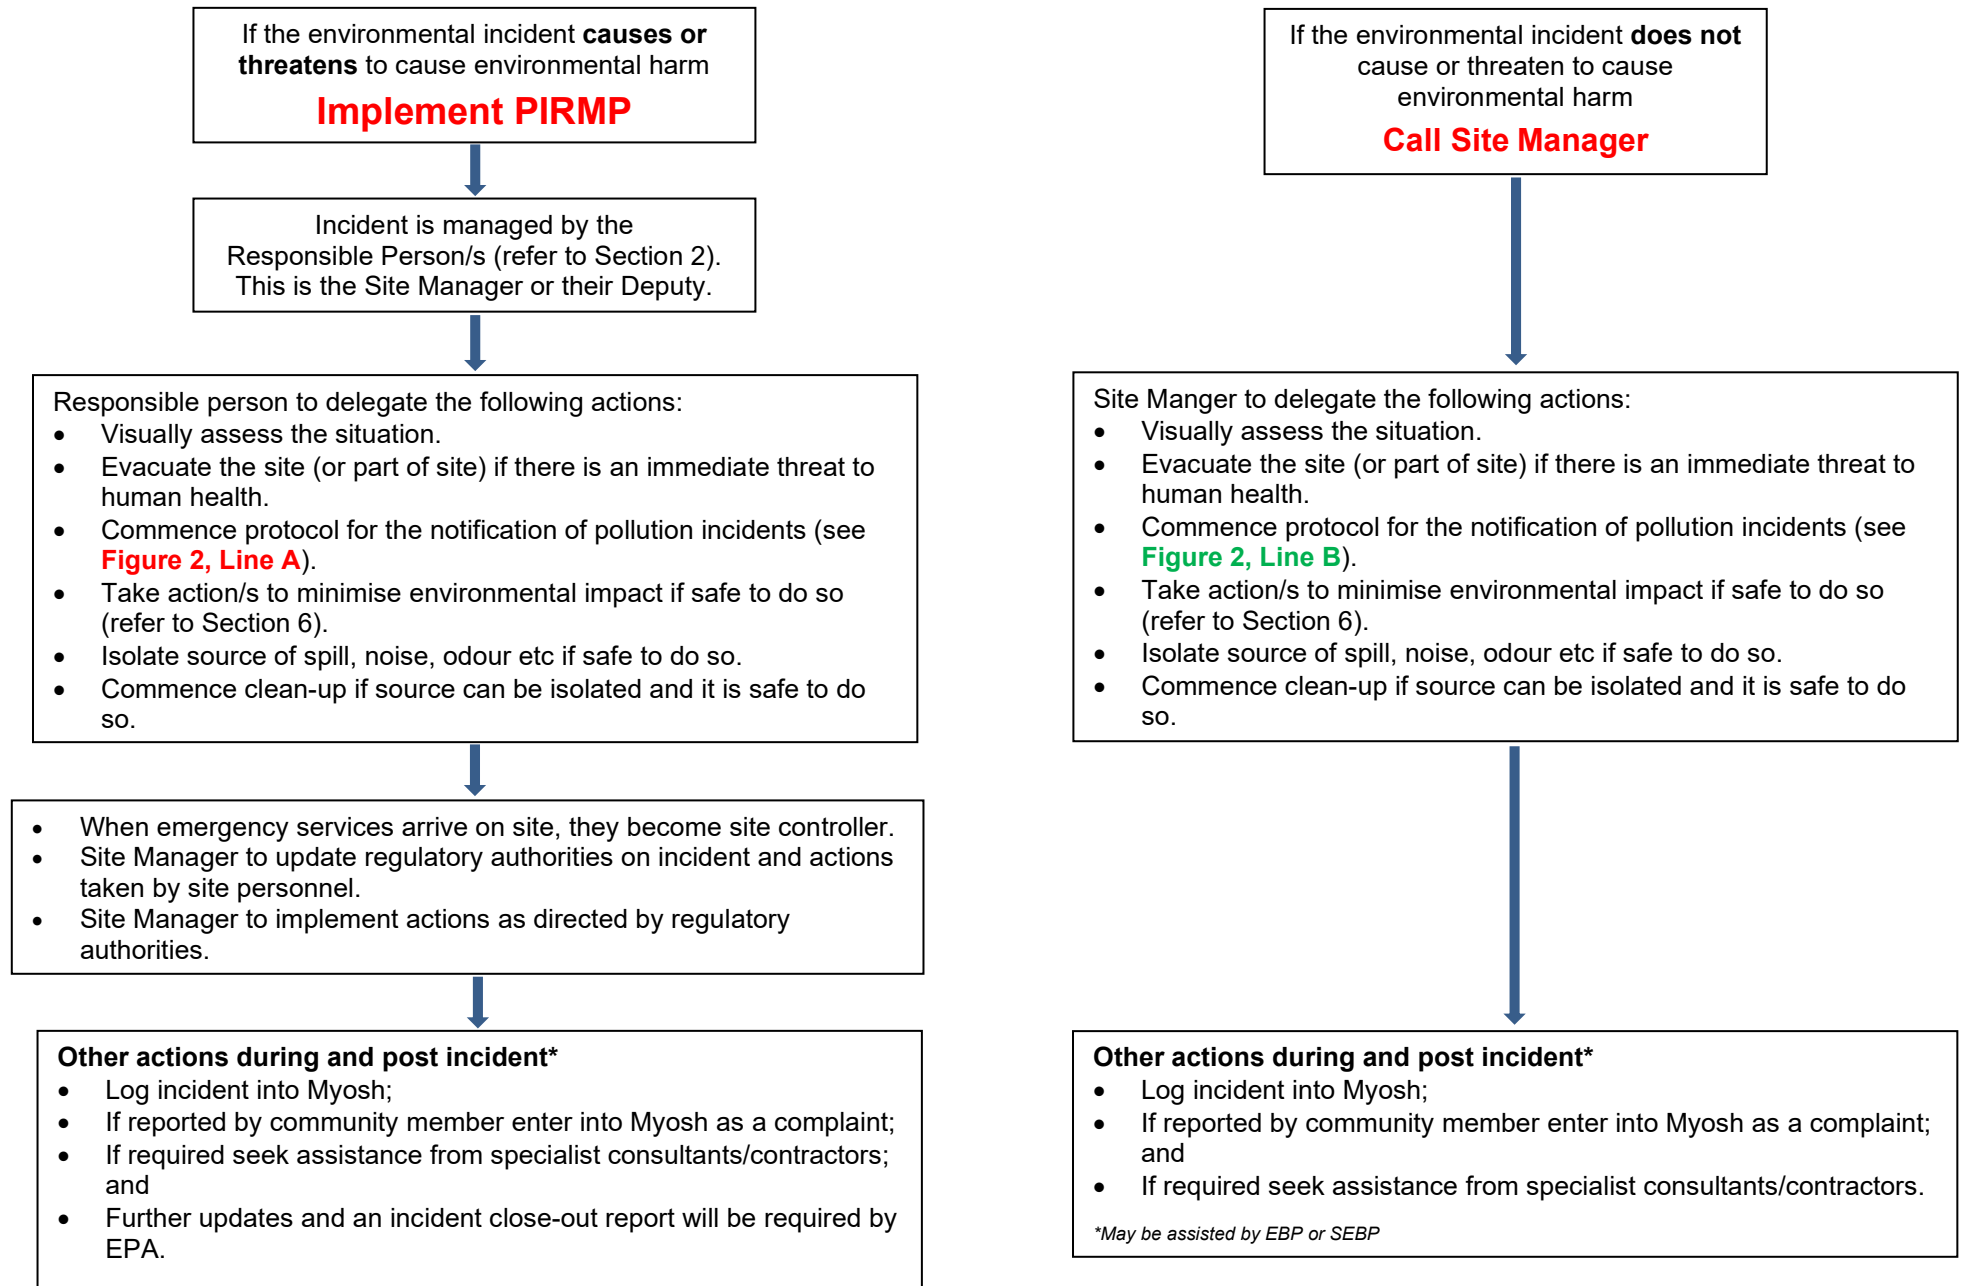 If the environmental incident causes or
threatens to cause environmental harm
Implement PIRMP
Incident is managed by the
Responsible Person/s (refer to Section 2).
This is the Site Manager or their Deputy.
Responsible person to delegate the following actions:
• Visually assess the situation.
• Evacuate the site (or part of site) if there is an immediate threat to
human health.
• Commence protocol for the notification of pollution incidents (see
Figure 2, Line A).
• Take action/s to minimise environmental impact if safe to do so
(refer to Section 6).
• Isolate source of spill, noise, odour etc if safe to do so.
• Commence clean-up if source can be isolated and it is safe to do
so.
• When emergency services arrive on site, they become site controller.
• Site Manager to update regulatory authorities on incident and actions
taken by site personnel.
• Site Manager to implement actions as directed by regulatory
authorities.
Other actions during and post incident*
• Log incident into Myosh;
• If reported by community member enter into Myosh as a complaint;
• If required seek assistance from specialist consultants/contractors;
and
• Further updates and an incident close-out report will be required by
EPA.
If the environmental incident does not
cause or threaten to cause
environmental harm
Call Site Manager
Site Manger to delegate the following actions:
• Visually assess the situation.
• Evacuate the site (or part of site) if there is an immediate threat to
human health.
• Commence protocol for the notification of pollution incidents (see
Figure 2, Line B).
• Take action/s to minimise environmental impact if safe to do so
(refer to Section 6).
• Isolate source of spill, noise, odour etc if safe to do so.
• Commence clean-up if source can be isolated and it is safe to do
so.
Other actions during and post incident*
• Log incident into Myosh;
• If reported by community member enter into Myosh as a complaint;
and
• If required seek assistance from specialist consultants/contractors.
*May be assisted by EBP or SEBP